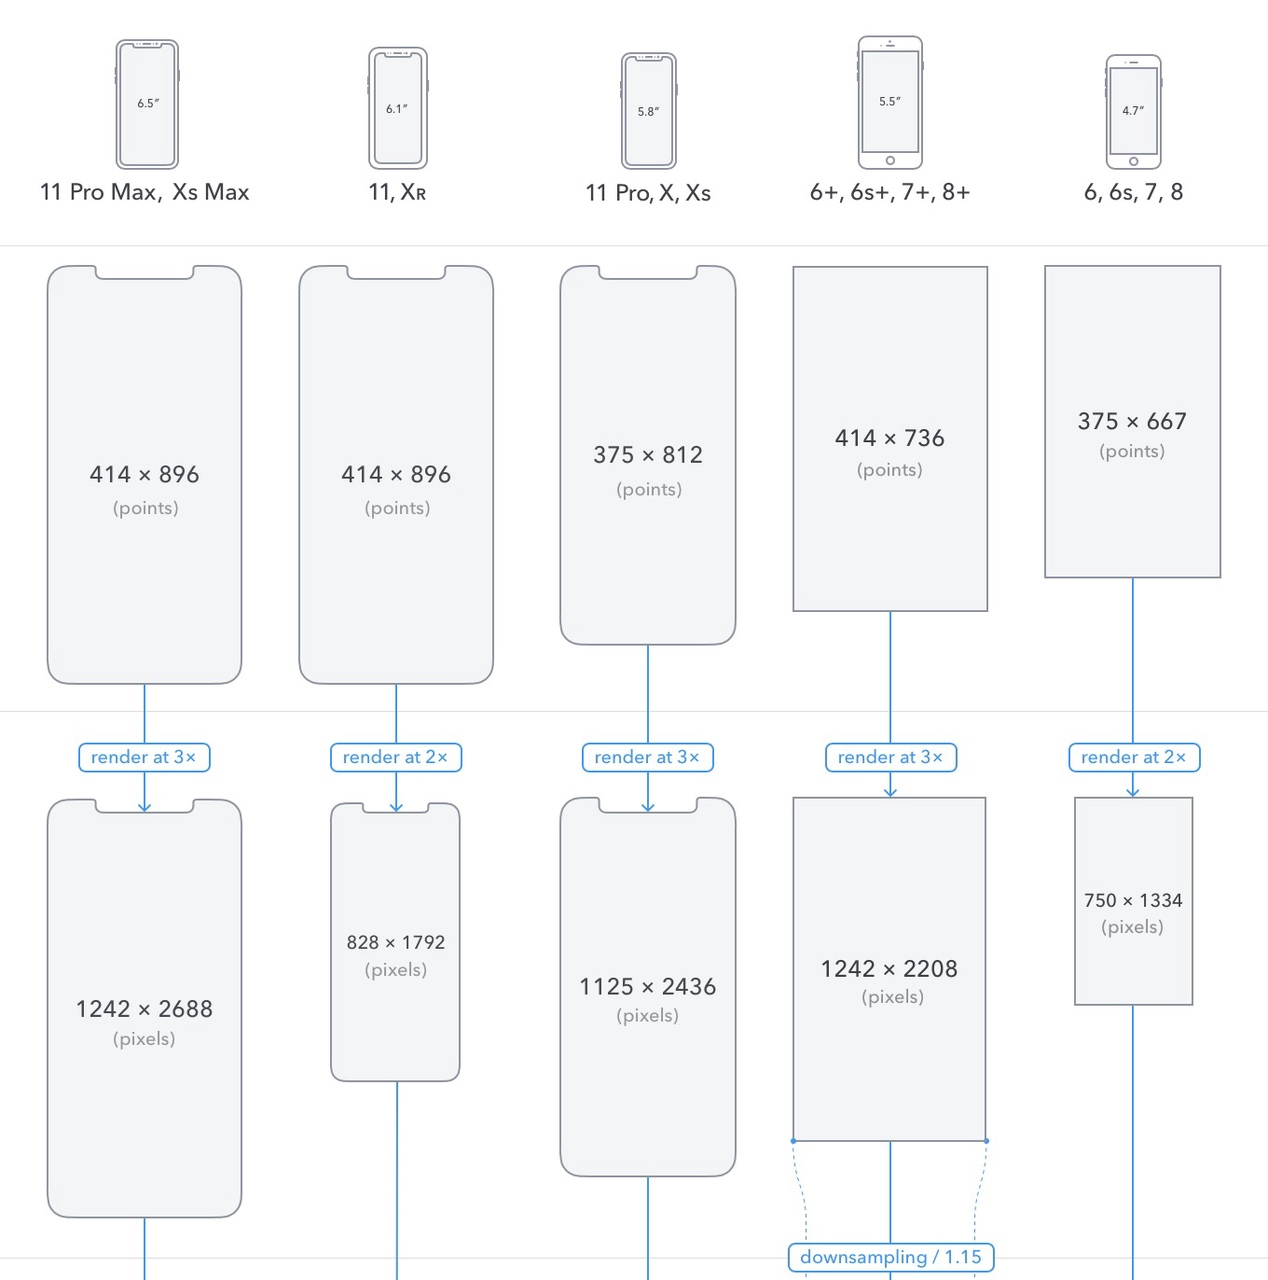 6.5″
6.1″
5.8″
5.5″
4.7″
11 Pro Max, Xs Max
11, XR
11 Pro, X, Xs
6+, 6s+, 7+, 8+
6, 6s, 7, 8
414 × 896
(points)
414 × 896
(points)
375 × 812
(points)
414 × 736
(points)
375 × 667
(points)
render at 3×
render at 2×
render at 3×
render at 3×
render at 2×
1242 × 2688
(pixels)
828 × 1792
(pixels)
1125 × 2436
(pixels)
1242 × 2208
(pixels)
750 × 1334
(pixels)
downsampling / 1.15